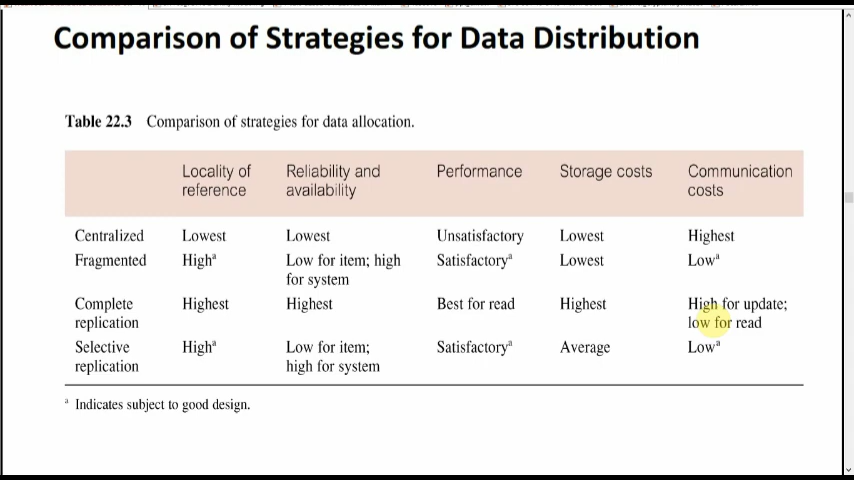 Comparison of Strategies for Data Distribution
Table 22.3 Comparison of strategies for data allocation.
Locality of reference Reliability and availability Performance Storage costs Communication costs
Centralized Lowest Lowest Unsatisfactory Lowest Highest
Fragmented Highᵃ Low for item; high for system Satisfactoryᵃ Lowest Lowᵃ
Complete replication Highest Highest Best for read Highest High for update; low for read
Selective replication Highᵃ Low for item; high for system Satisfactoryᵃ Average Lowᵃ
ᵃ Indicates subject to good design.